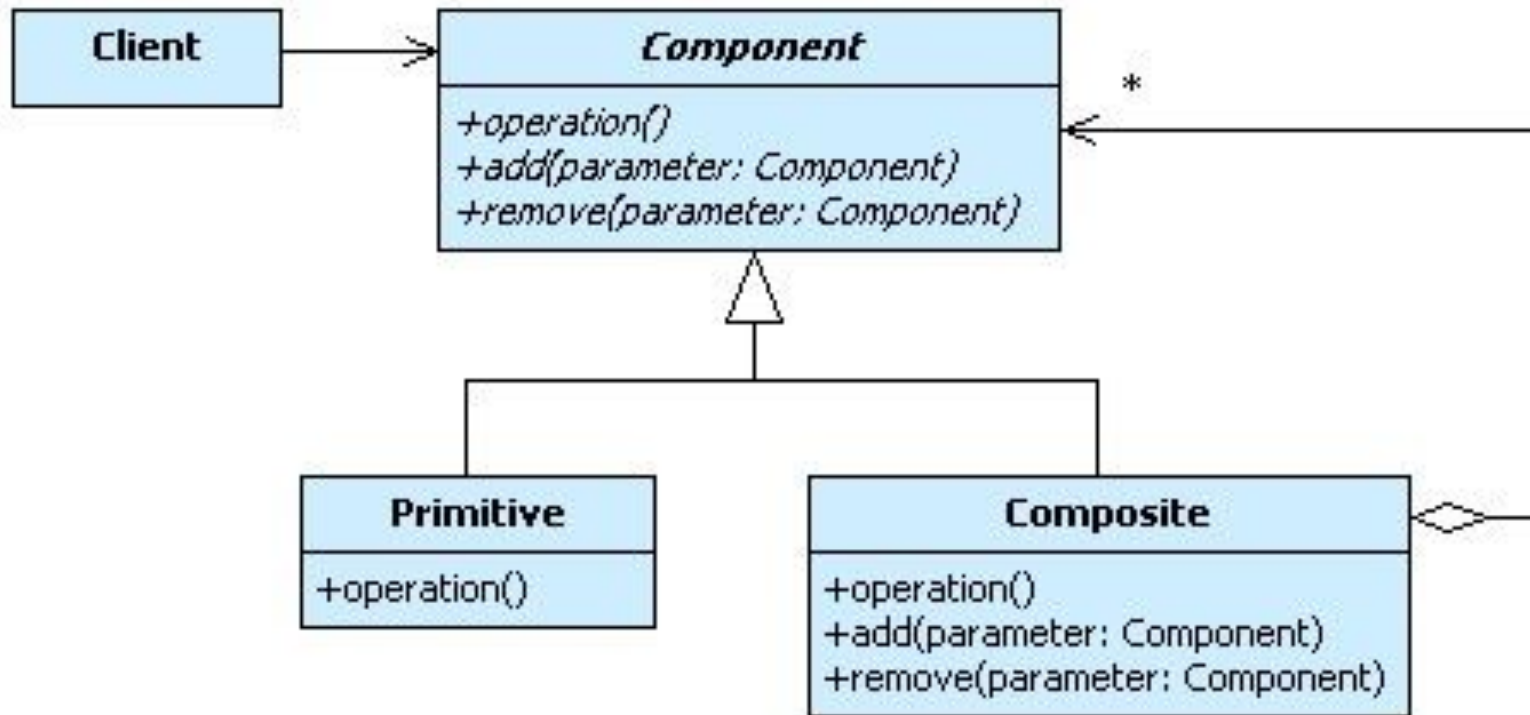 Client
Component
+operation()
+add(parameter: Component)
+remove(parameter: Component)
*
Primitive
+operation()
Composite
+operation()
+add(parameter: Component)
+remove(parameter: Component)